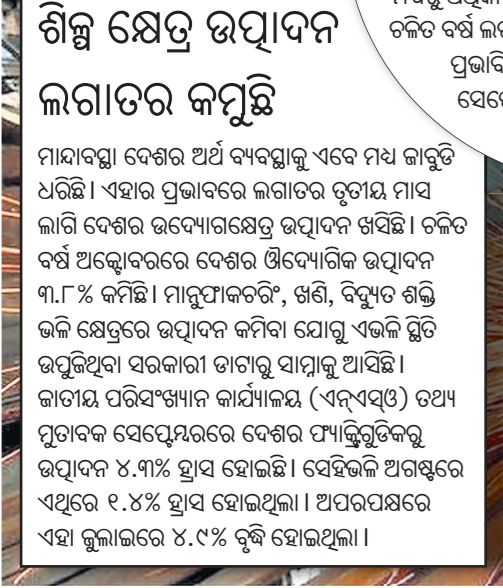 ଶିଳ୍ପ କ୍ଷେତ୍ର ଉତ୍ପାଦନ
ଲଗାତର କମୁଛି
ଚଳିତ ବର୍ଷ
ମାନ୍ଦାବସ୍ଥା ଦେଶର ଅର୍ଥ ବ୍ୟବସ୍ଥାକୁ ଏବେ ମଧ୍ୟ ଜାବୁଡି
ଧରିଛି। ଏହାର ପ୍ରଭାବରେ ଲଗାତର ତୃତୀୟ ମାସ
ଲାଗି ଦେଶର ଉଦ୍ୟୋଗକ୍ଷେତ୍ର ଉତ୍ପାଦନ ଖସିଛି। ଚଳିତ
ବର୍ଷ ଅକ୍ଟୋବରରେ ଦେଶର ଔଦ୍ୟୋଗିକ ଉତ୍ପାଦନ
୩.୮% କମିଛି। ମାନୁଫାକଚରିଂ, ଖଣି, ବିଦ୍ୟୁତ ଶକ୍ତି
ଭଳି କ୍ଷେତ୍ରରେ ଉତ୍ପାଦନ କମିବା ଯୋଗୁ ଏଭଳି ସ୍ଥିତି
ଉପୁଜିଥିବା ସରକାରୀ ଡାଟାରୁ ସାମ୍ନାକୁ ଆସିଛି।
ଜାତୀୟ ପରିସଂଖ୍ୟାନ କାର୍ଯ୍ୟାଳୟ (ଏନ୍ଏସ୍ଓ) ତଥ୍ୟ
ମୁତାବକ ସେପ୍ଟେମ୍ବରରେ ଦେଶର ଫ୍ୟାକ୍ଟ୍ରିଗୁଡିକରୁ
ଉତ୍ପାଦନ ୪.୩% ହ୍ରାସ ହୋଇଛି। ସେହିଭଳି ଅଗଷ୍ଟରେ
ଏଥିରେ ୧.୪% ହ୍ରାସ ହୋଇଥିଲା। ଅପରପକ୍ଷରେ
ଏହା ଜୁଲାଇରେ ୪.୯% ବୃଦ୍ଧି ହୋଇଥିଲା।